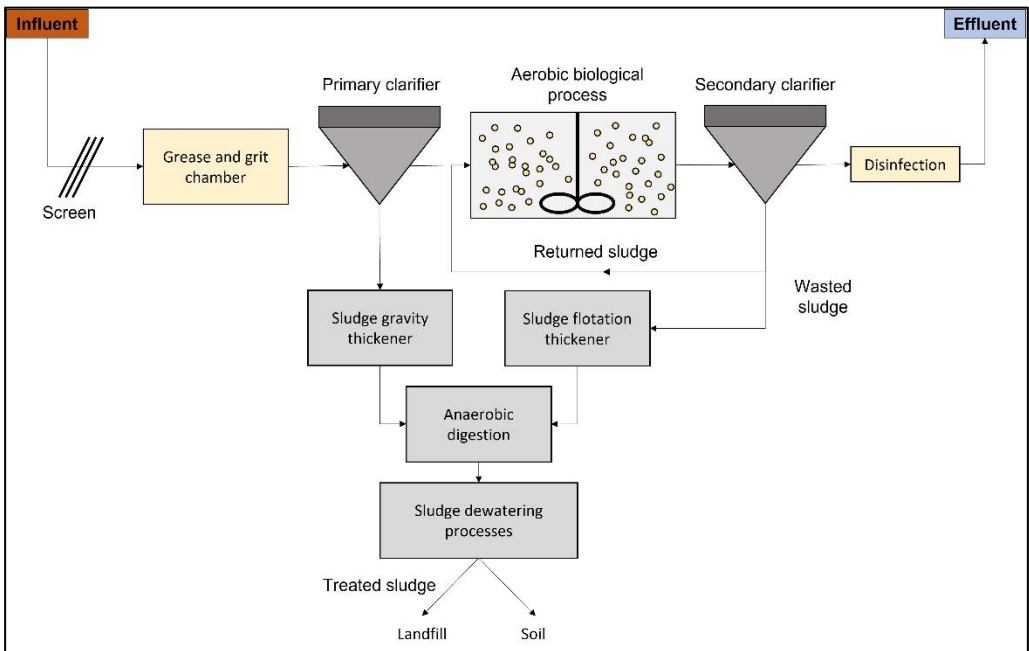 Influent
Effluent
Primary clarifier
Aerobic biological
process
Secondary clarifier
Grease and grit
chamber
Disinfection
Screen
Returned sludge
Wasted
sludge
Sludge gravity
thickener
Sludge flotation
thickener
Anaerobic
digestion
Sludge dewatering
processes
Treated sludge
Landfill
Soil